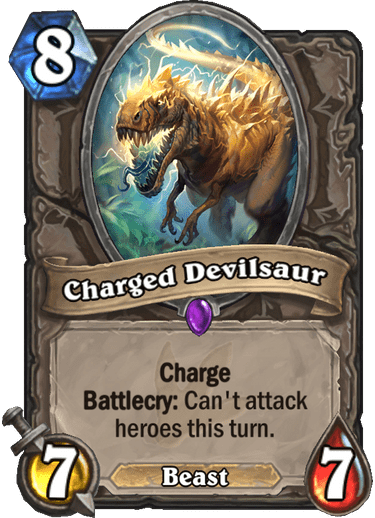 8
Charged Devilsaur
Charge
Battlecry: Can't attack
heroes this turn.
7
Beast
7